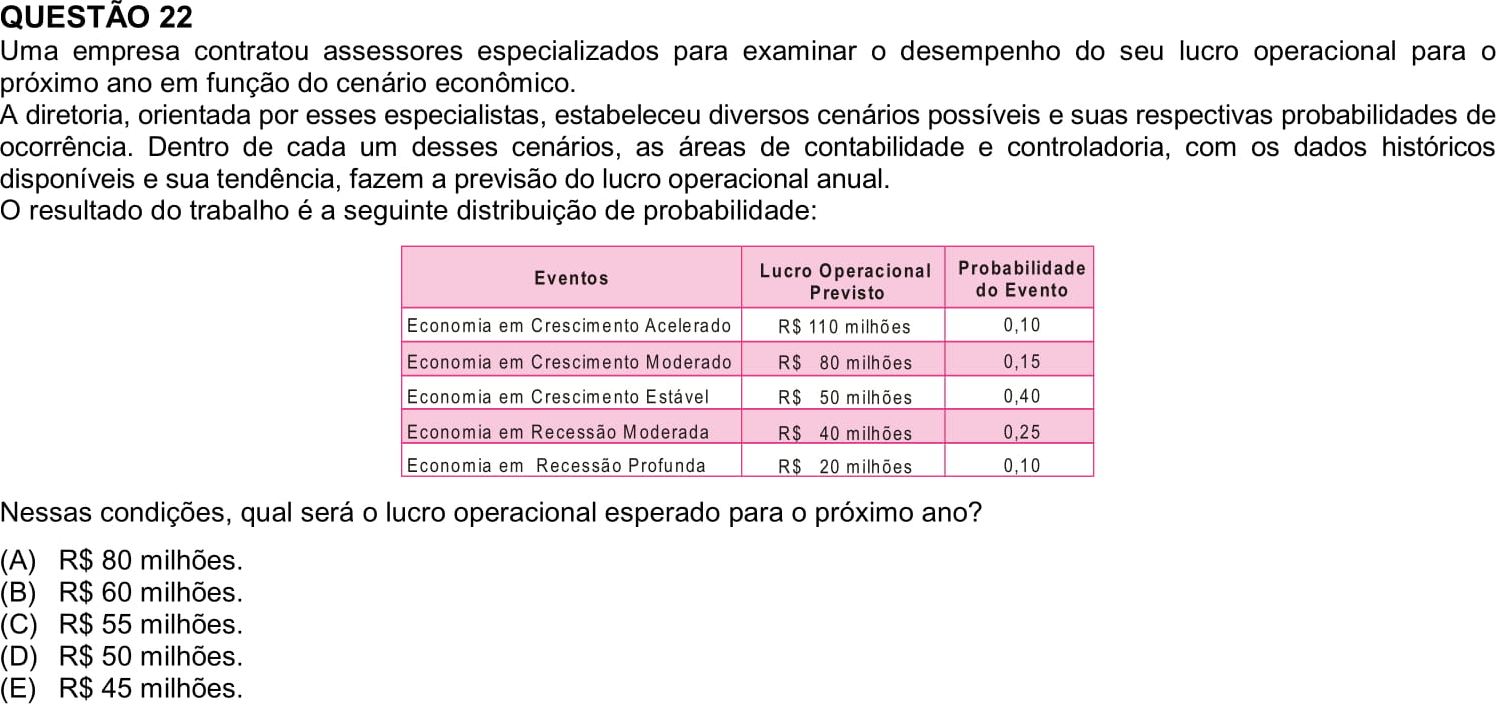 QUESTÃO 22
Uma empresa contratou assessores especializados para examinar o desempenho do seu lucro operacional para o
próximo ano em função do cenário econômico.
A diretoria, orientada por esses especialistas, estabeleceu diversos cenários possíveis e suas respectivas probabilidades de
ocorrência. Dentro de cada um desses cenários, as áreas de contabilidade e controladoria, com os dados históricos
disponíveis e sua tendência, fazem a previsão do lucro operacional anual.
O resultado do trabalho é a seguinte distribuição de probabilidade:
Eventos Lucro Operacional Previsto Probabilidade do Evento
Economia em Crescimento Acelerado R$ 110 milhões 0,10
Economia em Crescimento Moderado R$ 80 milhões 0,15
Economia em Crescimento Estável R$ 50 milhões 0,40
Economia em Recessão Moderada R$ 40 milhões 0,25
Economia em Recessão Profunda R$ 20 milhões 0,10
Nessas condições, qual será o lucro operacional esperado para o próximo ano?
(A) R$ 80 milhões.
(B) R$ 60 milhões.
(C) R$ 55 milhões.
(D) R$ 50 milhões.
(E) R$ 45 milhões.